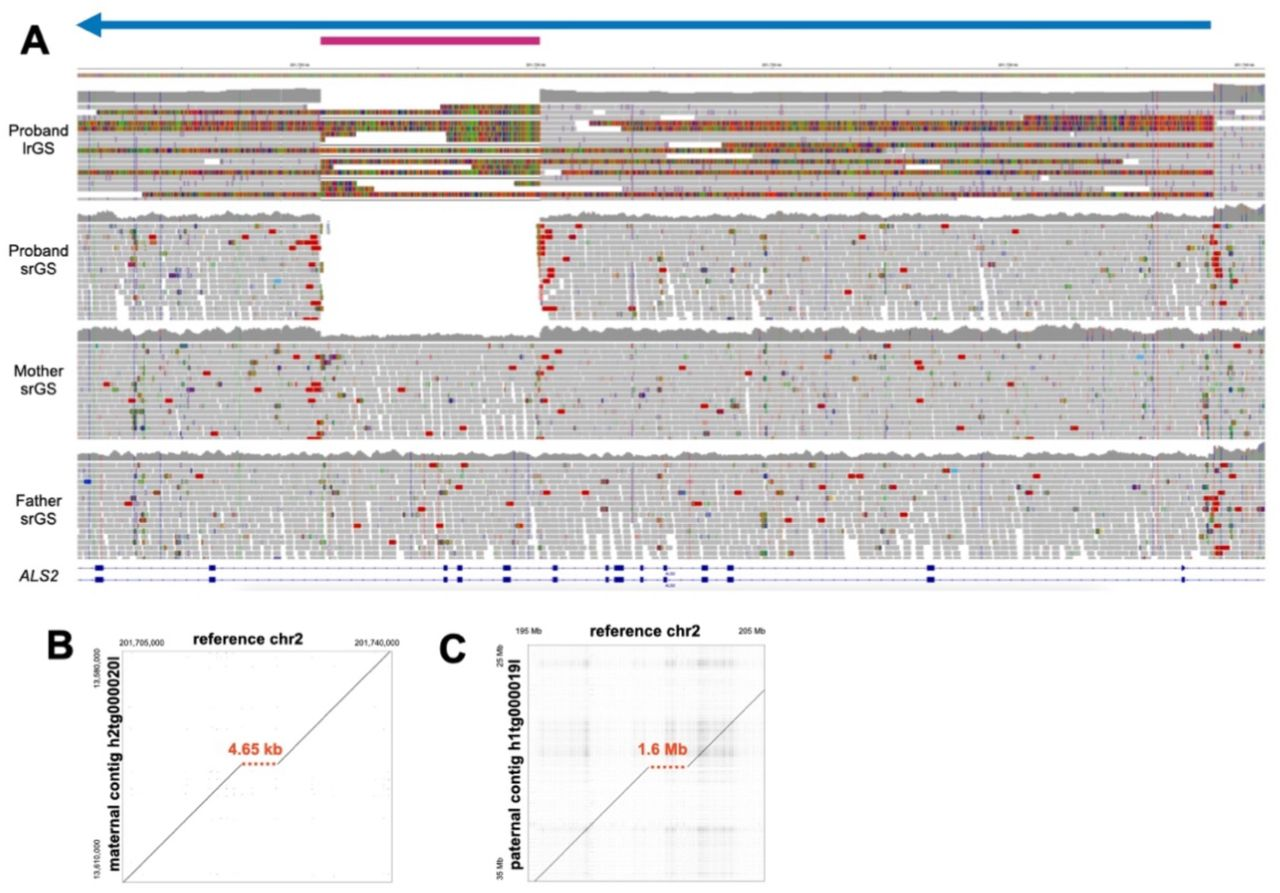 A
Proband
lrGS
Proband
srGS
Mother
srGS
Father
srGS
ALS2
B
reference chr2
201,705,000
201,740,000
maternal contig h2tg000020l
13,580,000
13,610,000
4.65 kb
C
reference chr2
195 Mb
205 Mb
paternal contig h1tg000019l
25 Mb
35 Mb
1.6 Mb